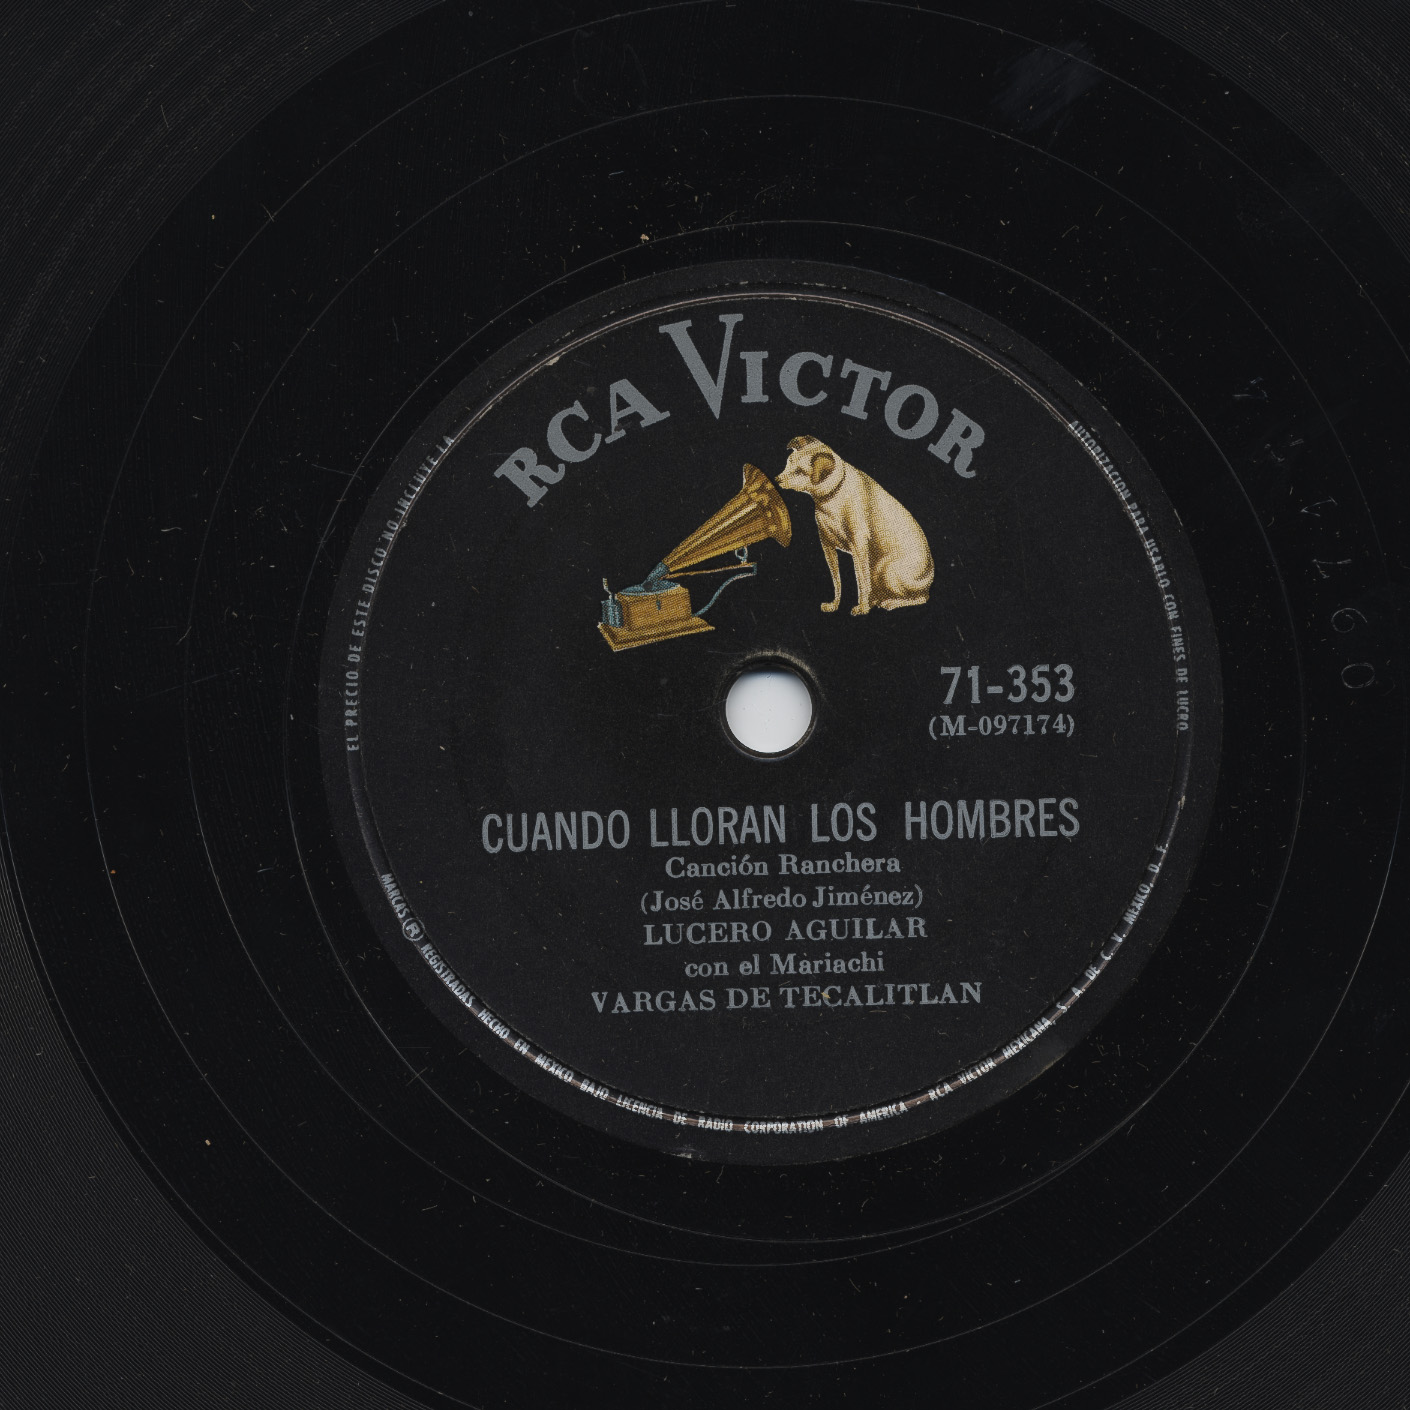 RCA VICTOR
EL PRECIO DE ESTE DISCO NO INCLUYE LA
AUTORIZACION PARA USARLO CON FINES DE LUCRO
71-353
(M-097174)
CUANDO LLORAN LOS HOMBRES
Canción Ranchera
(José Alfredo Jiménez)
LUCERO AGUILAR
con el Mariachi
VARGAS DE TECALITLAN
MARCAS ® REGISTRADAS HECHO EN MEXICO BAJO LICENCIA DE RADIO CORPORATION OF AMERICA - RCA VICTOR MEXICANA, S. A. DE C. V. MEXICO, D. F.